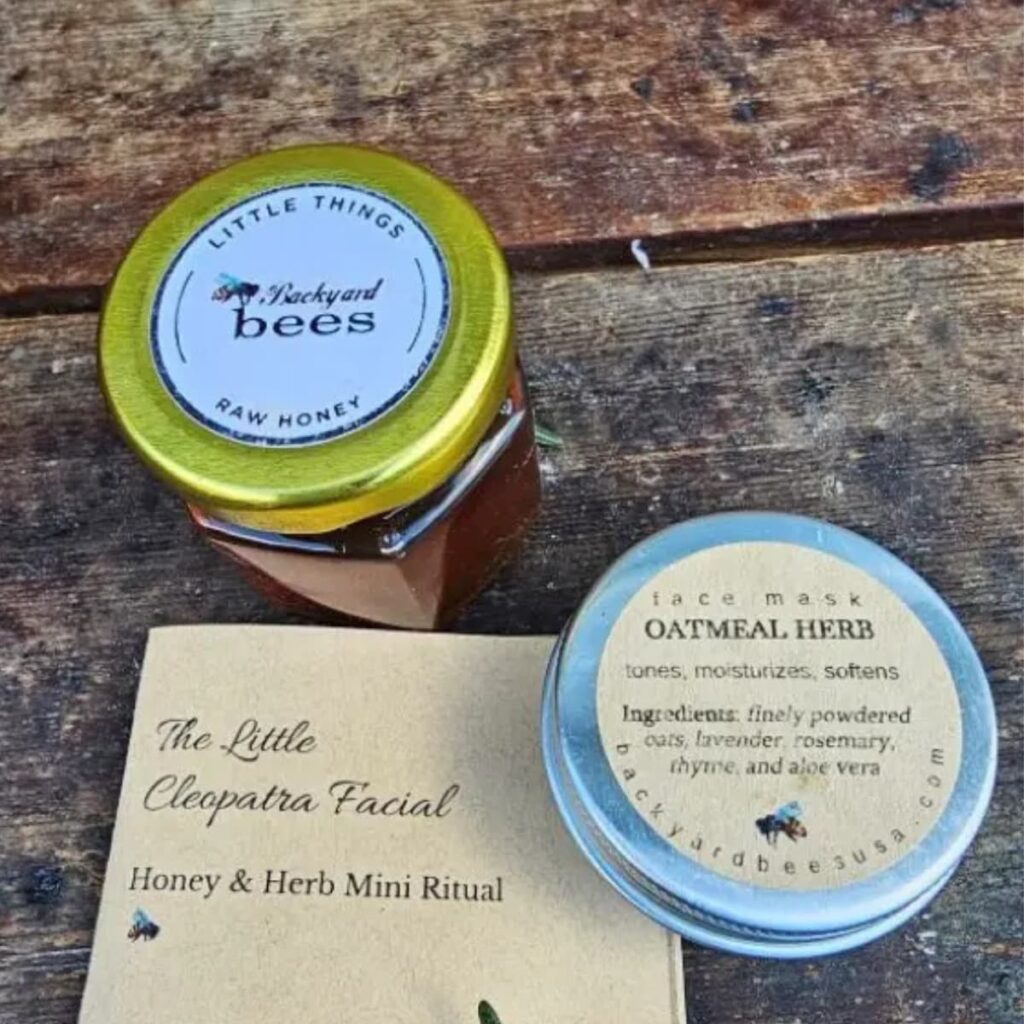 LITTLE THINGS
Backyard
bees
RAW HONEY
face mask
OATMEAL HERB
tones, moisturizes, softens
Ingredients: finely powdered
oats, lavender, rosemary,
thyme, and aloe vera
backyardbeesusa.com
The Little
Cleopatra Facial
Honey & Herb Mini Ritual